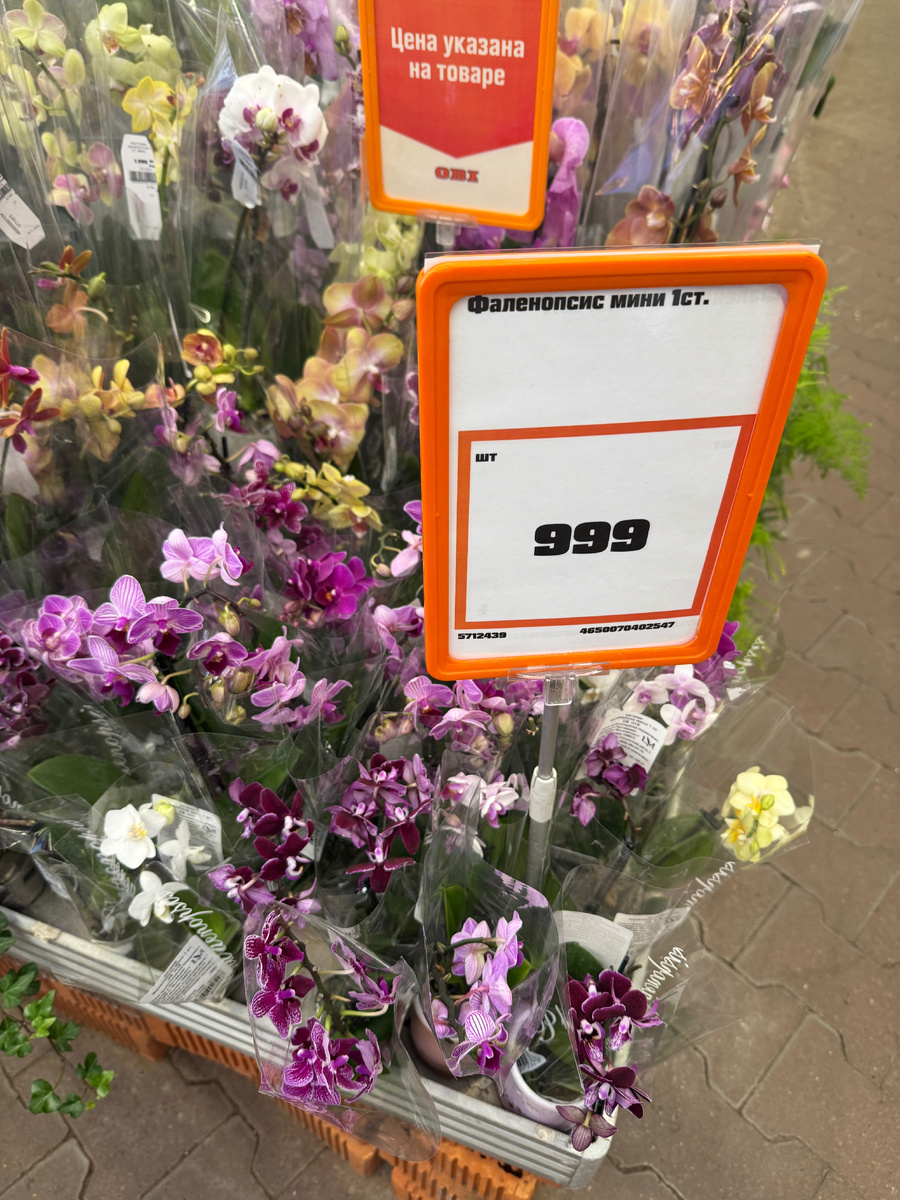 Цена указана
на товаре
OBI
Фаленопсис мини 1ст.
шт
999
5712439
4650070402547